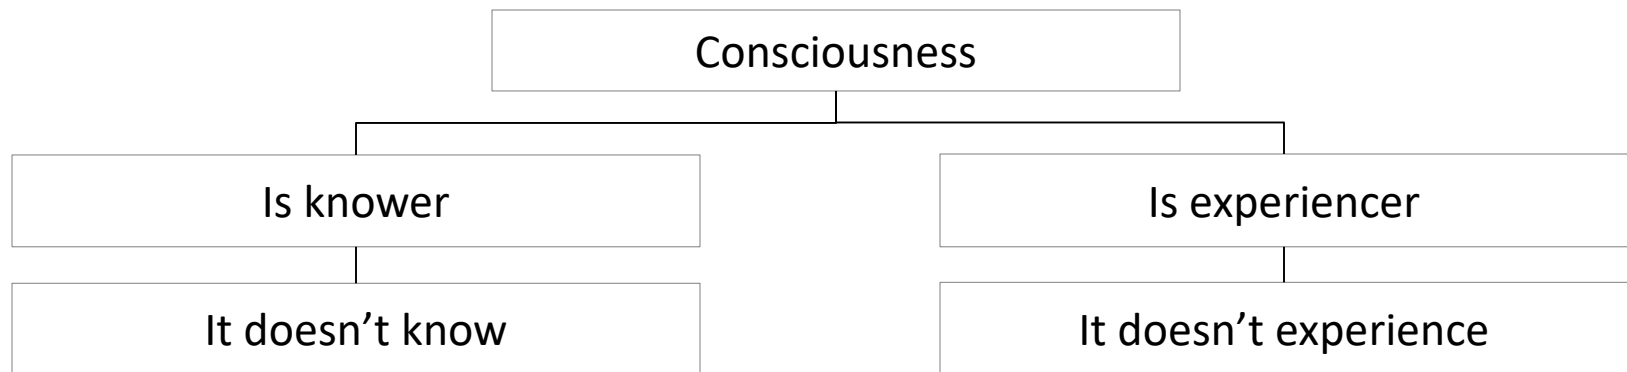 Consciousness
Is knower
Is experiencer
It doesn’t know
It doesn’t experience